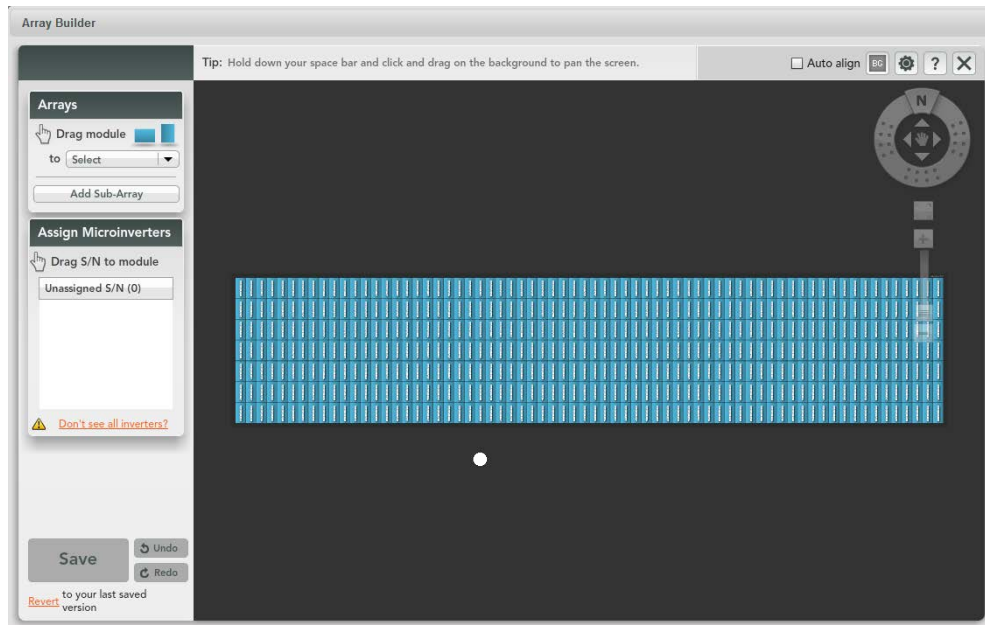 Array Builder
Tip: Hold down your space bar and click and drag on the background to pan the screen.
Auto align
BG
?
Arrays
Drag module
to Select
Add Sub-Array
Assign Microinverters
Drag S/N to module
Unassigned S/N (0)
Don't see all inverters?
Save
Undo
Redo
Revert to your last saved
version
N